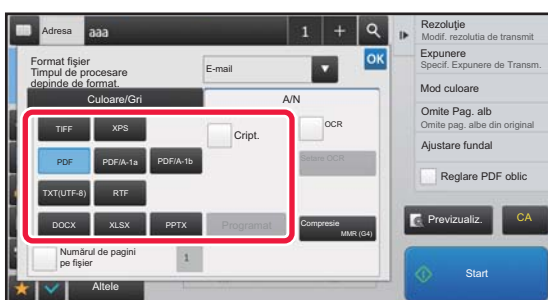 Adresa
aaa
1
+
Format fişier
Timpul de procesare
depinde de format.
E-mail
OK
Culoare/Gri
A/N
TIFF
XPS
Cript.
OCR
PDF
PDF/A-1a
PDF/A-1b
Setare OCR
TXT(UTF-8)
RTF
DOCX
XLSX
PPTX
Programat
Compresie
MMR (G4)
Numărul de pagini
pe fişier
1
Altele
Rezoluţie
Modif. rezolutia de transmit
Expunere
Specif. Expunere de Transm.
Mod culoare
Omite Pag. alb
Omite pag. albe din original
Ajustare fundal
Reglare PDF oblic
Previzualiz.
CA
Start